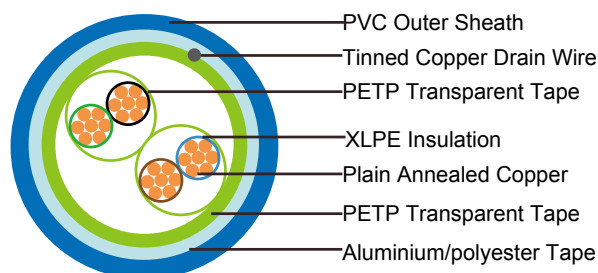 PVC Outer Sheath
Tinned Copper Drain Wire
PETP Transparent Tape
XLPE Insulation
Plain Annealed Copper
PETP Transparent Tape
Aluminium/polyester Tape